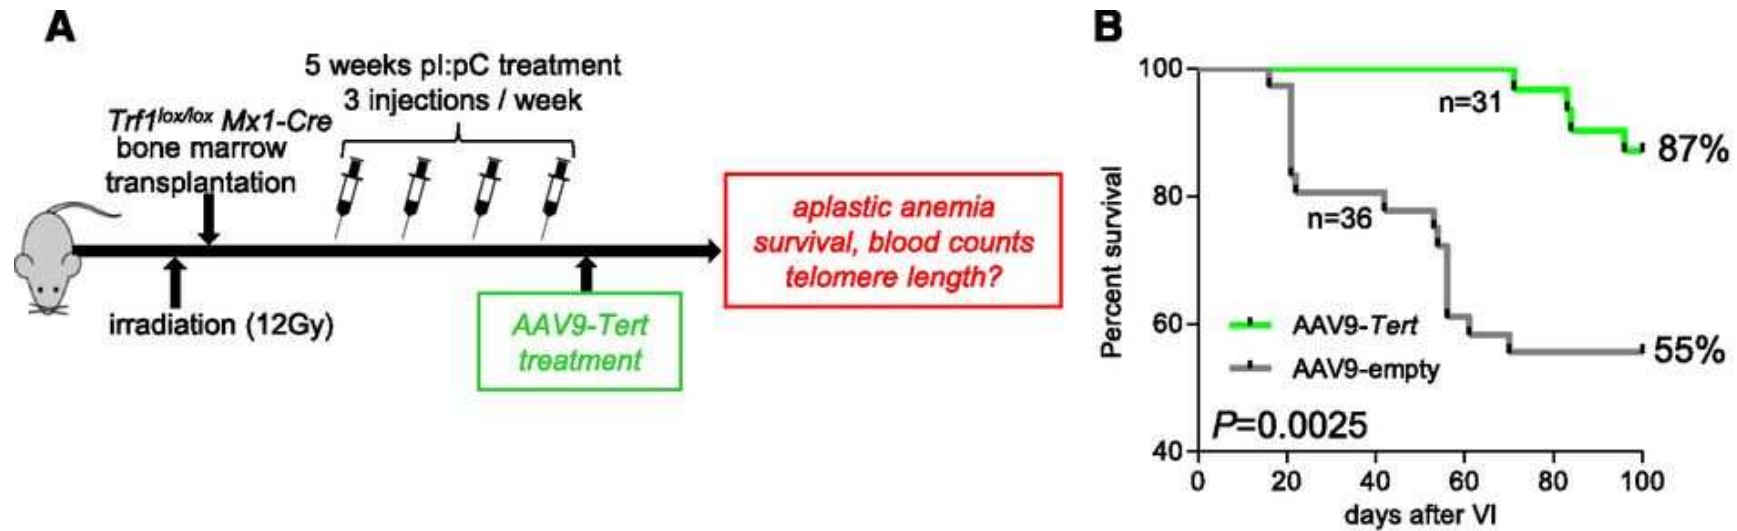 A
5 weeks pI:pC treatment
3 injections / week
Trf1lox/lox Mx1-Cre
bone marrow
transplantation
irradiation (12Gy)
AAV9-Tert
treatment
aplastic anemia
survival, blood counts
telomere length?
B
Percent survival
100
80
60
40
n=31
87%
n=36
55%
AAV9-Tert
AAV9-empty
P=0.0025
0 20 40 60 80 100
days after VI